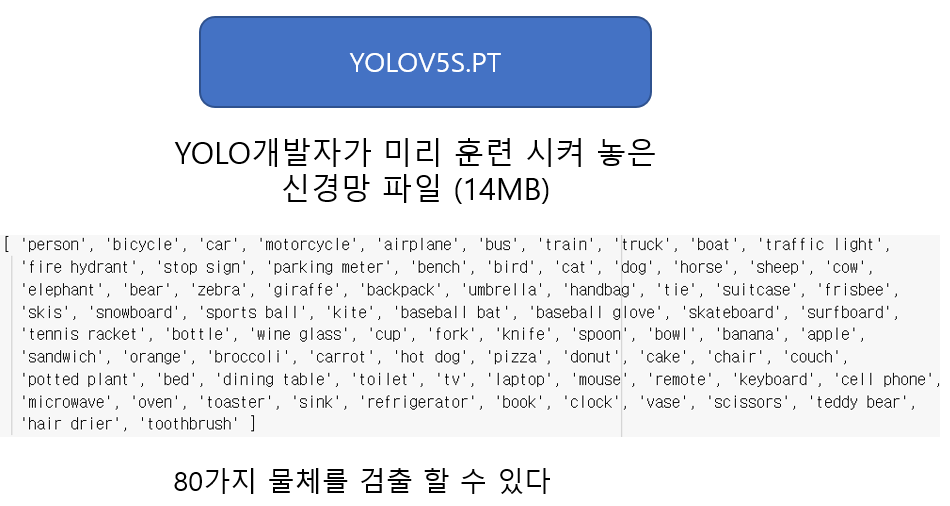 YOLOV5S.PT
YOLO개발자가 미리 훈련 시켜 놓은
신경망 파일 (14MB)
[ 'person', 'bicycle', 'car', 'motorcycle', 'airplane', 'bus', 'train', 'truck', 'boat', 'traffic light',
'fire hydrant', 'stop sign', 'parking meter', 'bench', 'bird', 'cat', 'dog', 'horse', 'sheep', 'cow',
'elephant', 'bear', 'zebra', 'giraffe', 'backpack', 'umbrella', 'handbag', 'tie', 'suitcase', 'frisbee',
'skis', 'snowboard', 'sports ball', 'kite', 'baseball bat', 'baseball glove', 'skateboard', 'surfboard',
'tennis racket', 'bottle', 'wine glass', 'cup', 'fork', 'knife', 'spoon', 'bowl', 'banana', 'apple',
'sandwich', 'orange', 'broccoli', 'carrot', 'hot dog', 'pizza', 'donut', 'cake', 'chair', 'couch',
'potted plant', 'bed', 'dining table', 'toilet', 'tv', 'laptop', 'mouse', 'remote', 'keyboard', 'cell phone',
'microwave', 'oven', 'toaster', 'sink', 'refrigerator', 'book', 'clock', 'vase', 'scissors', 'teddy bear',
'hair drier', 'toothbrush' ]
80가지 물체를 검출 할 수 있다